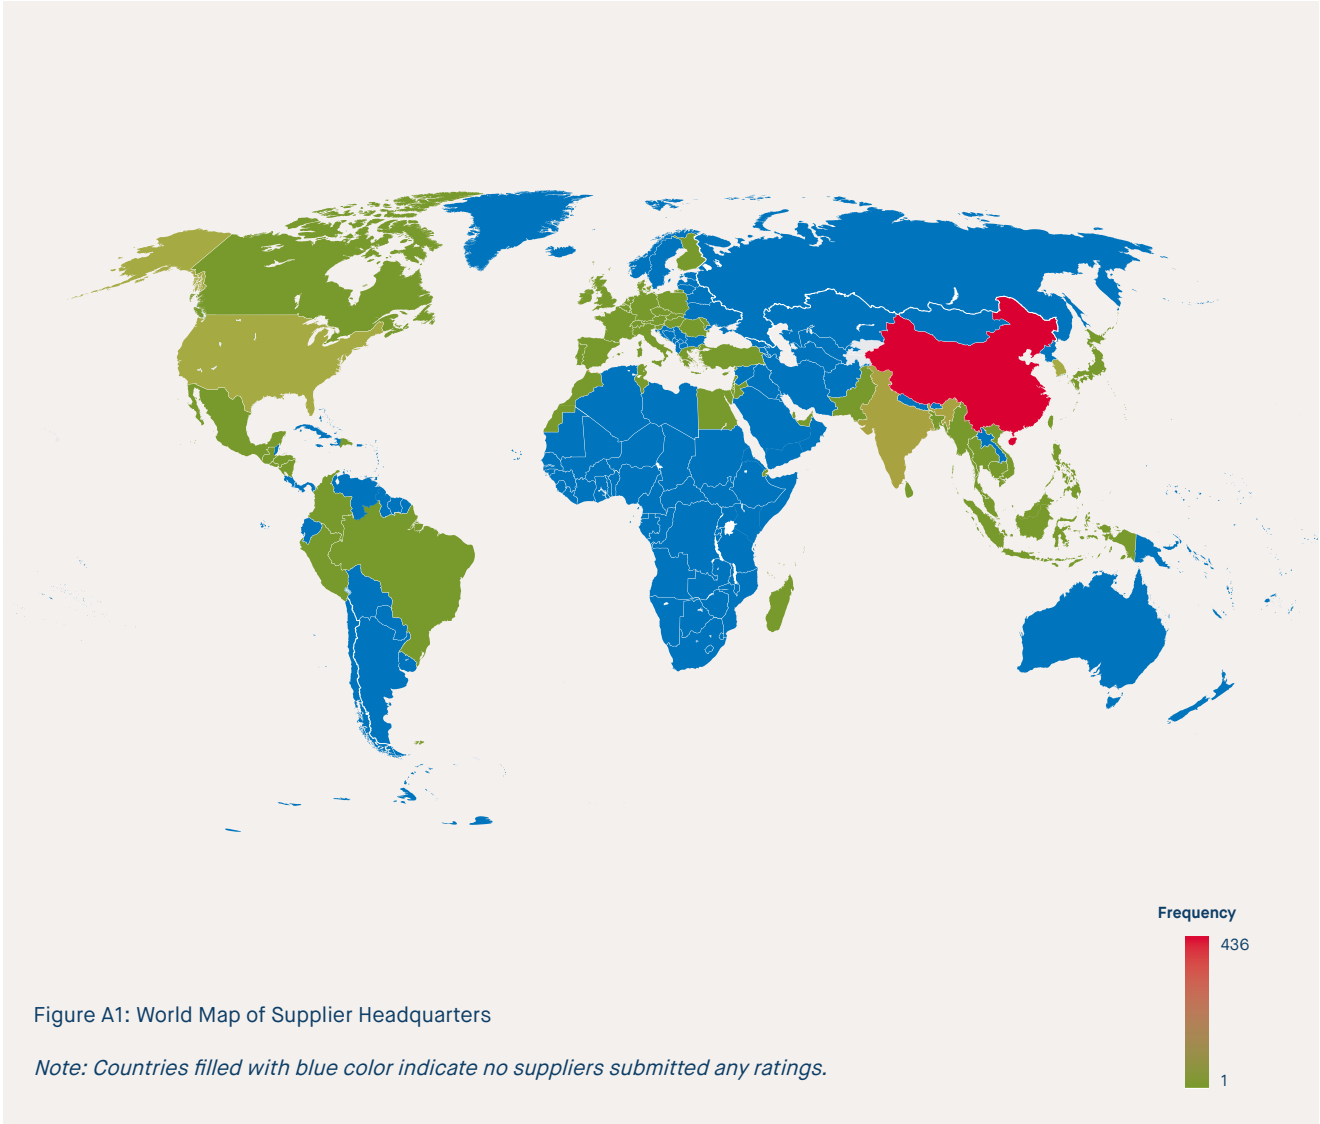 Frequency
436
1
Figure A1: World Map of Supplier Headquarters
Note: Countries filled with blue color indicate no suppliers submitted any ratings.